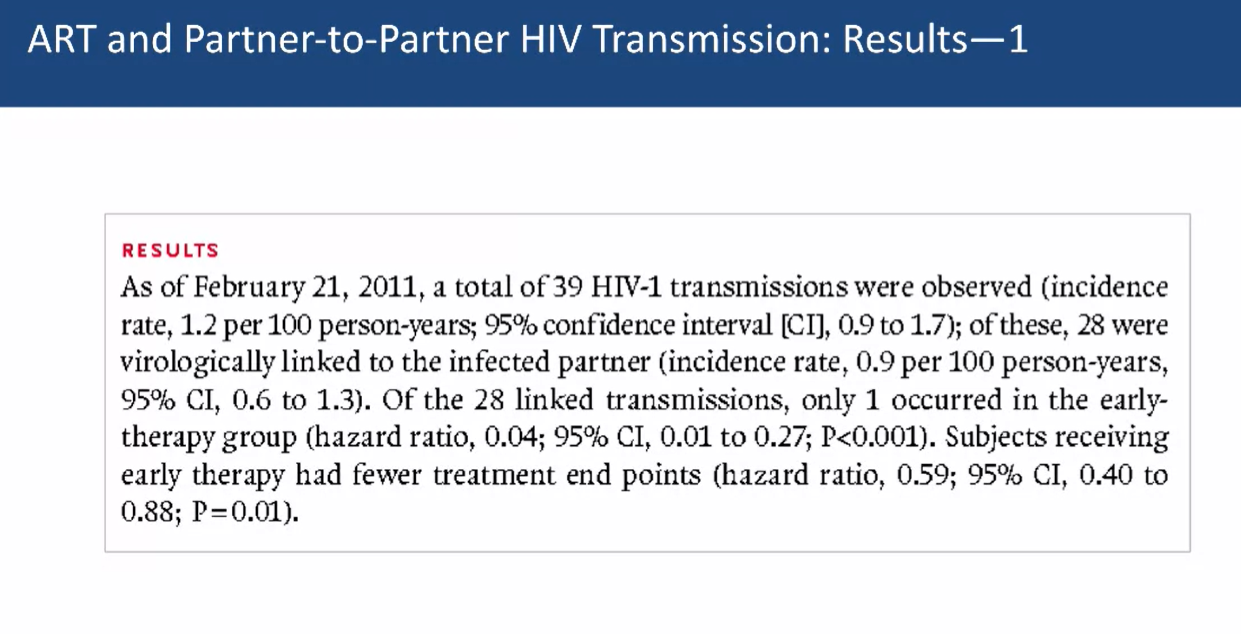 ART and Partner-to-Partner HIV Transmission: Results—1
RESULTS
As of February 21, 2011, a total of 39 HIV-1 transmissions were observed (incidence
rate, 1.2 per 100 person-years; 95% confidence interval [CI], 0.9 to 1.7); of these, 28 were
virologically linked to the infected partner (incidence rate, 0.9 per 100 person-years,
95% CI, 0.6 to 1.3). Of the 28 linked transmissions, only 1 occurred in the early-
therapy group (hazard ratio, 0.04; 95% CI, 0.01 to 0.27; P<0.001). Subjects receiving
early therapy had fewer treatment end points (hazard ratio, 0.59; 95% CI, 0.40 to
0.88; P=0.01).